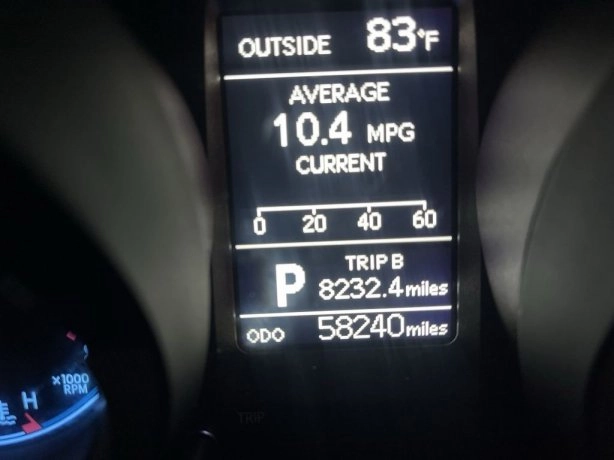 OUTSIDE 83°F
AVERAGE
10.4 MPG
CURRENT
0 20 40 60
TRIP B
P 8232.4 miles
ODO 58240 miles
x1000
RPM
H
TRIP